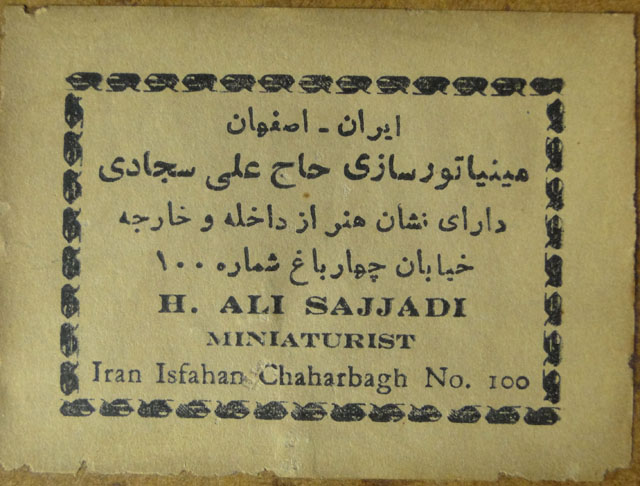 ایران - اصفهان
مینیاتورسازی حاج علی سجادی
دارای نشان هنر از داخله و خارجه
خیابان چهارباغ شماره ۱۰۰
H. ALI SAJJADI
MINIATURIST
Iran Isfahan Chaharbagh No. 100